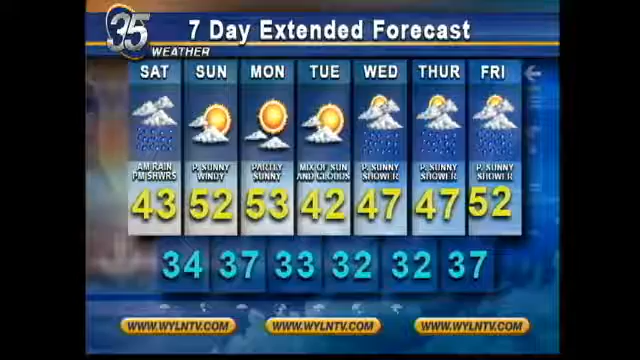 35
WEATHER
7 Day Extended Forecast
SAT SUN MON TUE WED THUR FRI
AM RAIN P. SUNNY PARTLY MIX OF SUN P. SUNNY P. SUNNY P. SUNNY
PM SHWRS WINDY SUNNY AND CLOUDS SHOWER SHOWER SHOWER
43 52 53 42 47 47 52
34 37 33 32 32 37
WWW.WYLNTV.COM WWW.WYLNTV.COM WWW.WYLNTV.COM